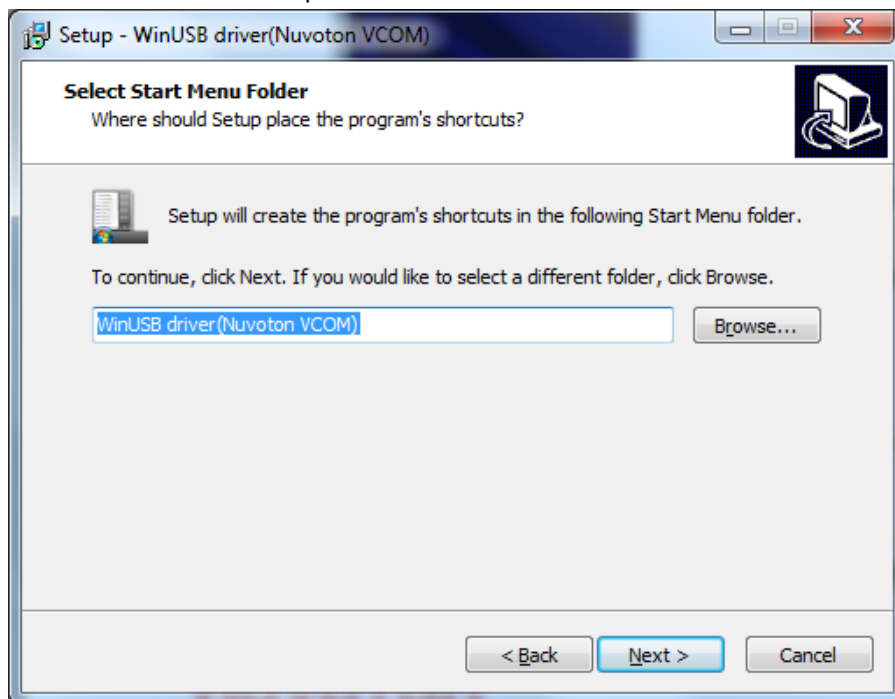 Setup - WinUSB driver(Nuvoton VCOM)
Select Start Menu Folder
Where should Setup place the program's shortcuts?
Setup will create the program's shortcuts in the following Start Menu folder.
To continue, click Next. If you would like to select a different folder, click Browse.
WinUSB driver(Nuvoton VCOM)
Browse...
< Back
Next >
Cancel